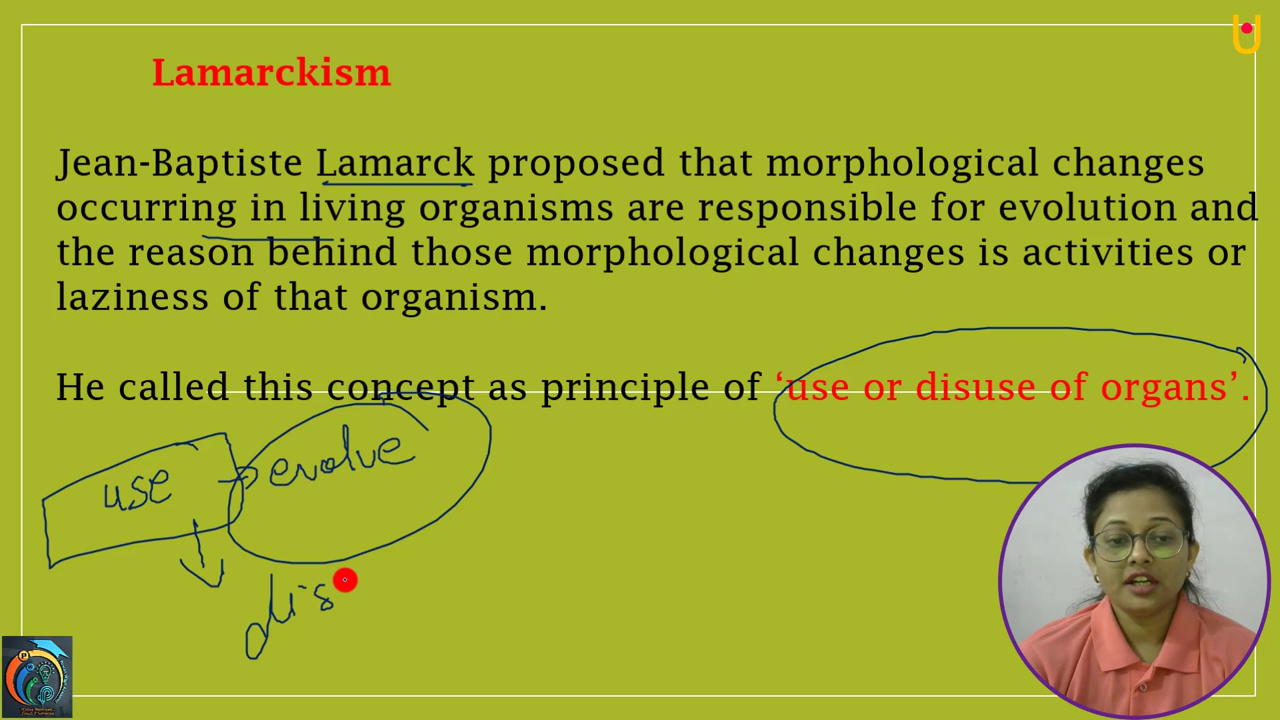 Lamarckism
Jean-Baptiste Lamarck proposed that morphological changes
occurring in living organisms are responsible for evolution and
the reason behind those morphological changes is activities or
laziness of that organism.
He called this concept as principle of ‘use or disuse of organs’.
use → evolve
dis